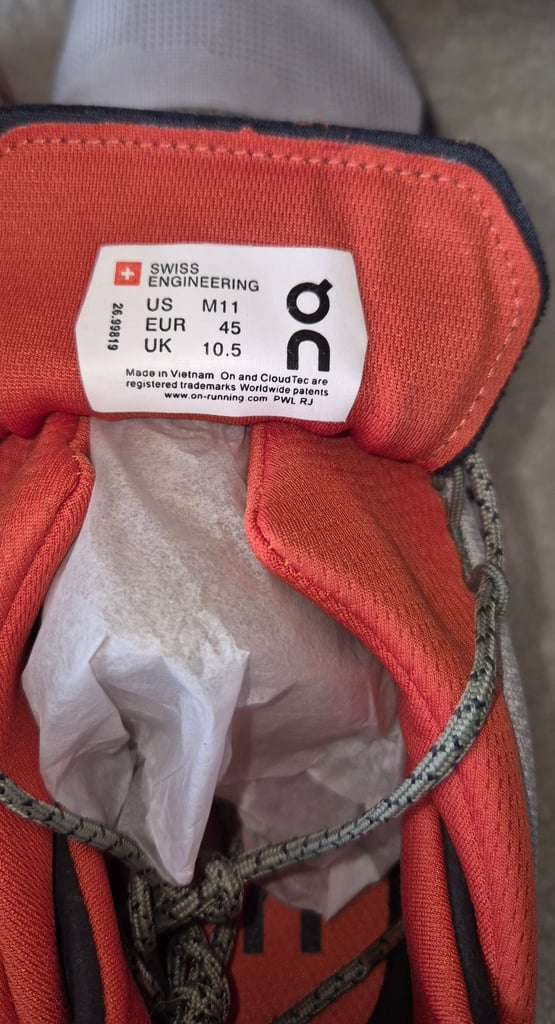 SWISS
ENGINEERING
US M11
EUR 45
UK 10.5
26.99819
On
Made in Vietnam On and CloudTec are
registered trademarks Worldwide patents
www.on-running.com PWL RJ